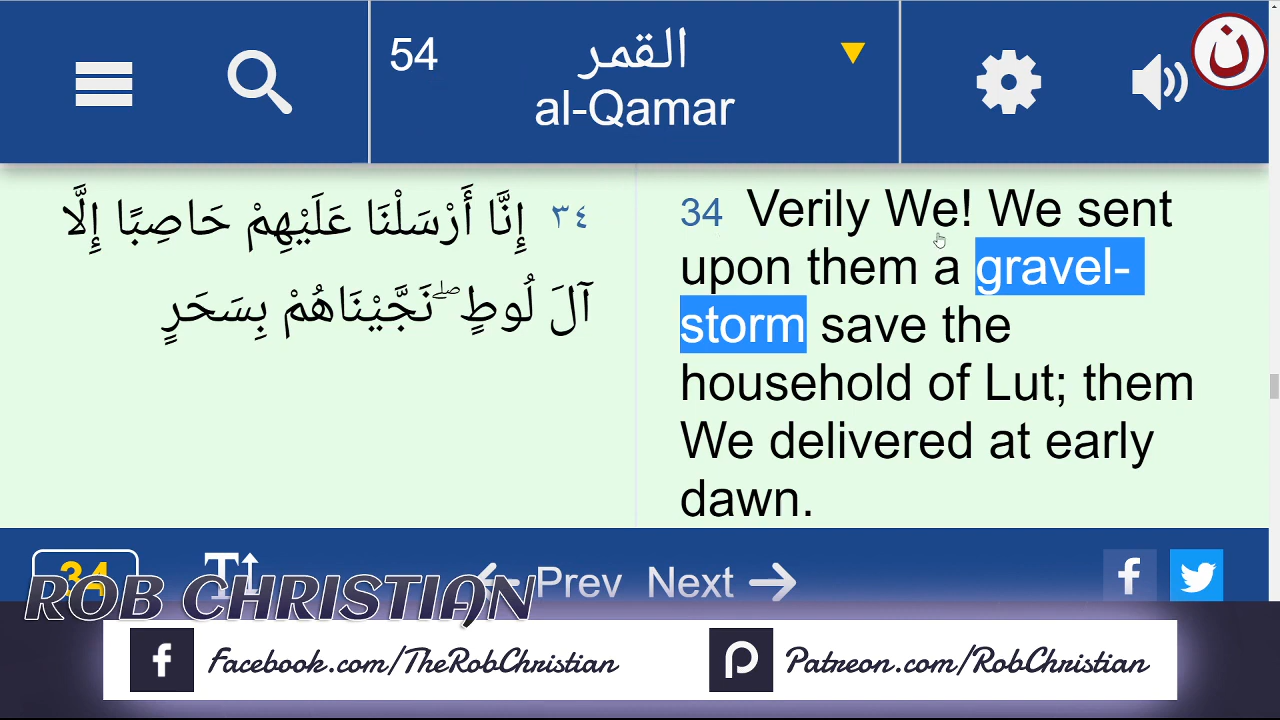 54
القمر
al-Qamar
ن
٣٤ إِنَّا أَرْسَلْنَا عَلَيْهِمْ حَاصِبًا إِلَّا
آلَ لُوطٍ ۖ نَجَّيْنَاهُمْ بِسَحَرٍ
34 Verily We! We sent
upon them a gravel-
storm save the
household of Lut; them
We delivered at early
dawn.
34
T
Prev Next
ROB CHRISTIAN
Facebook.com/TheRobChristian
Patreon.com/RobChristian